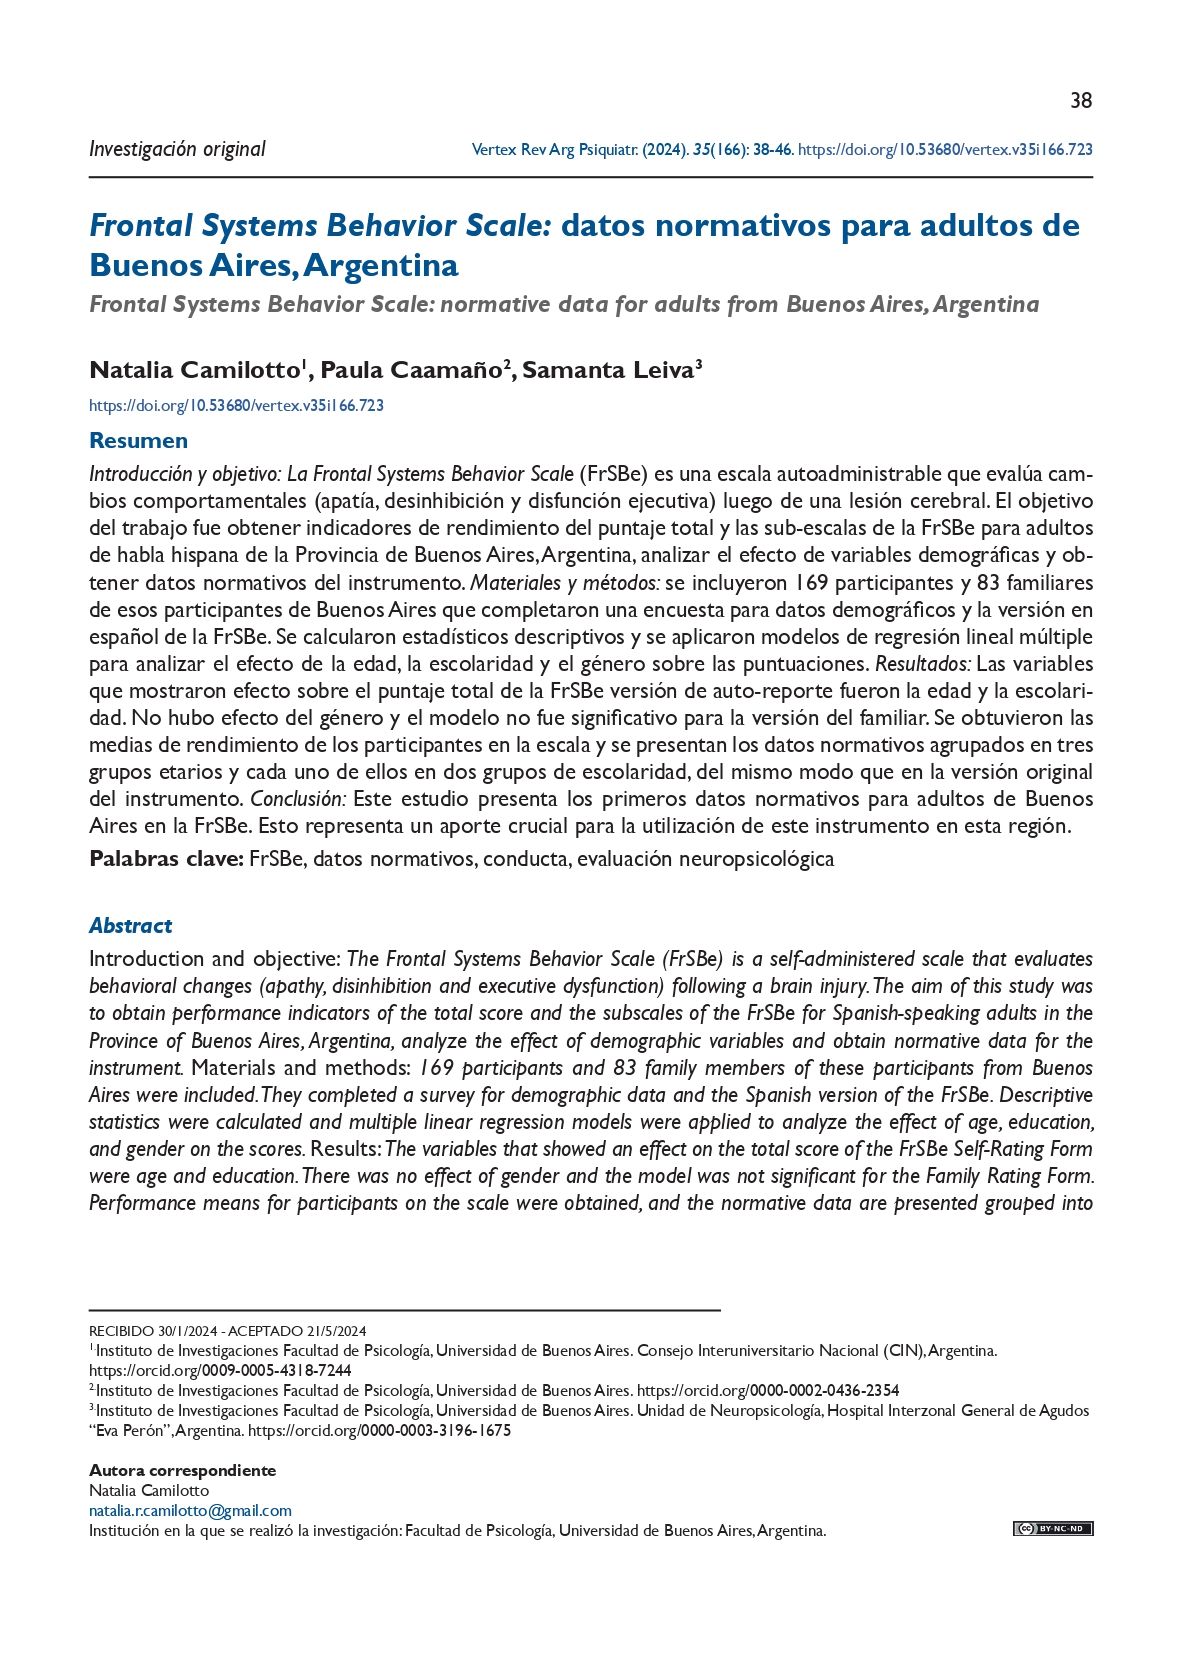 38
Investigación original
Vertex Rev Arg Psiquiatr. (2024). 35(166): 38-46. https://doi.org/10.53680/vertex.v35i166.723
Frontal Systems Behavior Scale: datos normativos para adultos de
Buenos Aires, Argentina
Frontal Systems Behavior Scale: normative data for adults from Buenos Aires, Argentina
Natalia Camilotto1, Paula Caamaño2, Samanta Leiva3
https://doi.org/10.53680/vertex.v35i166.723
Resumen
Introducción y objetivo: La Frontal Systems Behavior Scale (FrSBe) es una escala autoadministrable que evalúa cam-
bios comportamentales (apatía, desinhibición y disfunción ejecutiva) luego de una lesión cerebral. El objetivo
del trabajo fue obtener indicadores de rendimiento del puntaje total y las sub-escalas de la FrSBe para adultos
de habla hispana de la Provincia de Buenos Aires, Argentina, analizar el efecto de variables demográficas y ob-
tener datos normativos del instrumento. Materiales y métodos: se incluyeron 169 participantes y 83 familiares
de esos participantes de Buenos Aires que completaron una encuesta para datos demográficos y la versión en
español de la FrSBe. Se calcularon estadísticos descriptivos y se aplicaron modelos de regresión lineal múltiple
para analizar el efecto de la edad, la escolaridad y el género sobre las puntuaciones. Resultados: Las variables
que mostraron efecto sobre el puntaje total de la FrSBe versión de auto-reporte fueron la edad y la escolari-
dad. No hubo efecto del género y el modelo no fue significativo para la versión del familiar. Se obtuvieron las
medias de rendimiento de los participantes en la escala y se presentan los datos normativos agrupados en tres
grupos etarios y cada uno de ellos en dos grupos de escolaridad, del mismo modo que en la versión original
del instrumento. Conclusión: Este estudio presenta los primeros datos normativos para adultos de Buenos
Aires en la FrSBe. Esto representa un aporte crucial para la utilización de este instrumento en esta región.
Palabras clave: FrSBe, datos normativos, conducta, evaluación neuropsicológica
Abstract
Introduction and objective: The Frontal Systems Behavior Scale (FrSBe) is a self-administered scale that evaluates
behavioral changes (apathy, disinhibition and executive dysfunction) following a brain injury. The aim of this study was
to obtain performance indicators of the total score and the subscales of the FrSBe for Spanish-speaking adults in the
Province of Buenos Aires, Argentina, analyze the effect of demographic variables and obtain normative data for the
instrument. Materials and methods: 169 participants and 83 family members of these participants from Buenos
Aires were included. They completed a survey for demographic data and the Spanish version of the FrSBe. Descriptive
statistics were calculated and multiple linear regression models were applied to analyze the effect of age, education,
and gender on the scores. Results: The variables that showed an effect on the total score of the FrSBe Self-Rating Form
were age and education. There was no effect of gender and the model was not significant for the Family Rating Form.
Performance means for participants on the scale were obtained, and the normative data are presented grouped into
RECIBIDO 30/1/2024 - ACEPTADO 21/5/2024
1.Instituto de Investigaciones Facultad de Psicología, Universidad de Buenos Aires. Consejo Interuniversitario Nacional (CIN), Argentina.
https://orcid.org/0009-0005-4318-7244
2.Instituto de Investigaciones Facultad de Psicología, Universidad de Buenos Aires. https://orcid.org/0000-0002-0436-2354
3.Instituto de Investigaciones Facultad de Psicología, Universidad de Buenos Aires. Unidad de Neuropsicología, Hospital Interzonal General de Agudos
“Eva Perón”, Argentina. https://orcid.org/0000-0003-3196-1675
Autora correspondiente
Natalia Camilotto
natalia.r.camilotto@gmail.com
Institución en la que se realizó la investigación: Facultad de Psicología, Universidad de Buenos Aires, Argentina.
cc BY-NC-ND